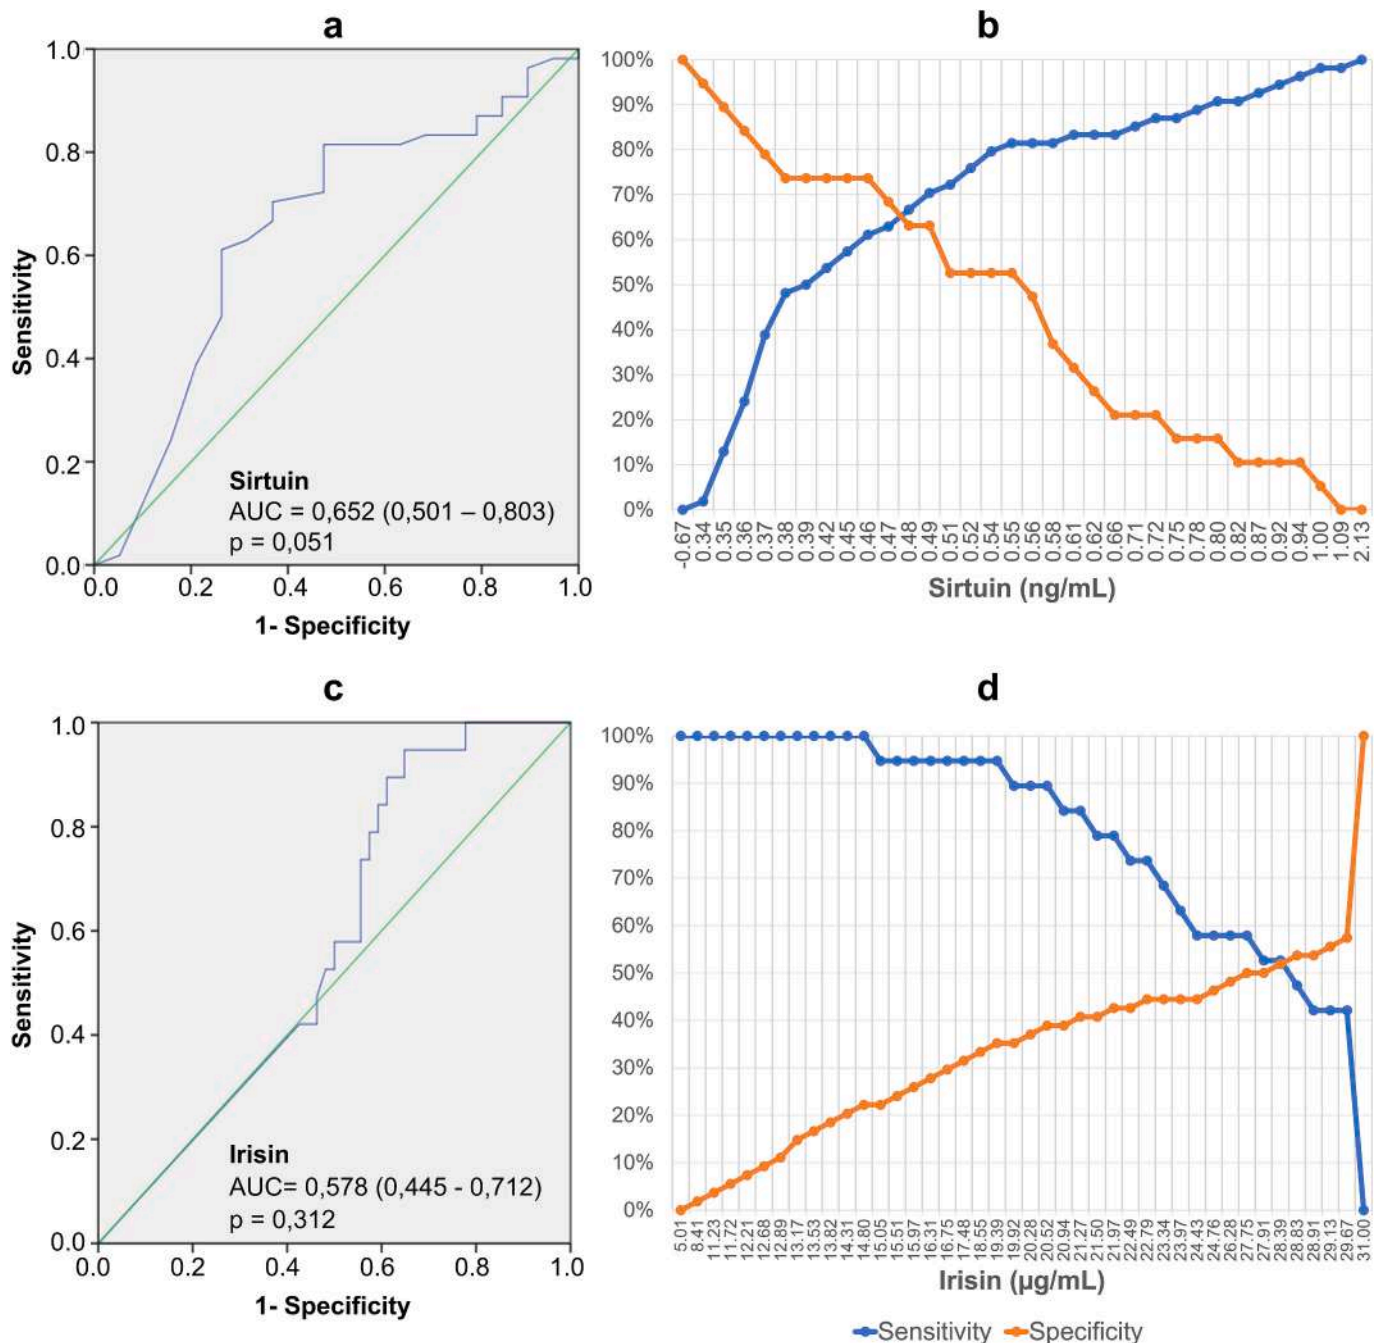 a
1.0
0.8
0.6
0.4
0.2
0.0
Sensitivity
Sirtuin
AUC = 0,652 (0,501 – 0,803)
p = 0,051
0.0 0.2 0.4 0.6 0.8 1.0
1- Specificity
b
100%
90%
80%
70%
60%
50%
40%
30%
20%
10%
0%
-0.67 0.34 0.35 0.36 0.37 0.38 0.39 0.42 0.45 0.46 0.47 0.48 0.49 0.51 0.52 0.54 0.55 0.56 0.58 0.61 0.62 0.66 0.71 0.72 0.75 0.78 0.80 0.82 0.87 0.92 0.94 1.00 1.09 2.13
Sirtuin (ng/mL)
c
1.0
0.8
0.6
0.4
0.2
0.0
Sensitivity
Irisin
AUC= 0,578 (0,445 - 0,712)
p = 0,312
0.0 0.2 0.4 0.6 0.8 1.0
1- Specificity
d
100%
90%
80%
70%
60%
50%
40%
30%
20%
10%
0%
5.01 8.41 11.23 11.72 12.21 12.68 12.89 13.17 13.53 13.82 14.31 14.80 15.05 15.51 15.97 16.31 16.75 17.48 18.55 19.39 19.92 20.28 20.52 20.94 21.27 21.50 21.97 22.49 22.79 23.34 23.97 24.43 24.76 26.28 27.75 27.91 28.39 28.83 28.91 29.13 29.67 31.00
Irisin (µg/mL)
Sensitivity Specificity